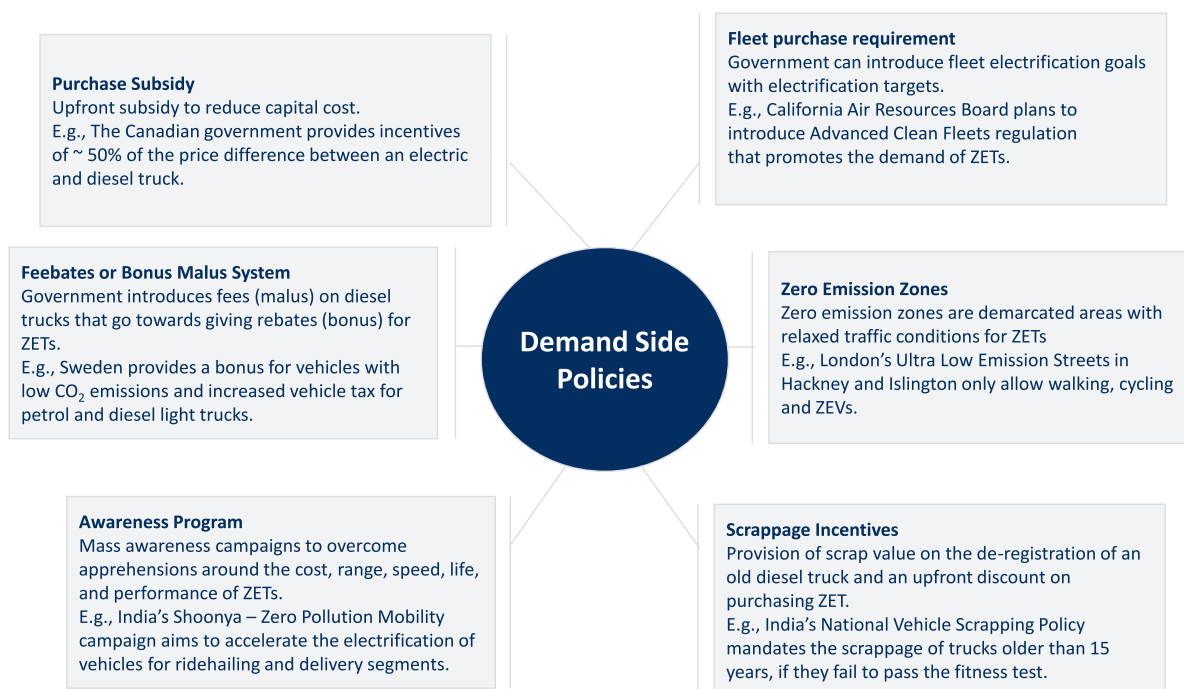 Purchase Subsidy
Upfront subsidy to reduce capital cost.
E.g., The Canadian government provides incentives
of ~ 50% of the price difference between an electric
and diesel truck.
Fleet purchase requirement
Government can introduce fleet electrification goals
with electrification targets.
E.g., California Air Resources Board plans to
introduce Advanced Clean Fleets regulation
that promotes the demand of ZETs.
Feebates or Bonus Malus System
Government introduces fees (malus) on diesel
trucks that go towards giving rebates (bonus) for
ZETs.
E.g., Sweden provides a bonus for vehicles with
low CO₂ emissions and increased vehicle tax for
petrol and diesel light trucks.
Demand Side
Policies
Zero Emission Zones
Zero emission zones are demarcated areas with
relaxed traffic conditions for ZETs
E.g., London’s Ultra Low Emission Streets in
Hackney and Islington only allow walking, cycling
and ZEVs.
Awareness Program
Mass awareness campaigns to overcome
apprehensions around the cost, range, speed, life,
and performance of ZETs.
E.g., India’s Shoonya – Zero Pollution Mobility
campaign aims to accelerate the electrification of
vehicles for ridehailing and delivery segments.
Scrappage Incentives
Provision of scrap value on the de-registration of an
old diesel truck and an upfront discount on
purchasing ZET.
E.g., India’s National Vehicle Scrapping Policy
mandates the scrappage of trucks older than 15
years, if they fail to pass the fitness test.